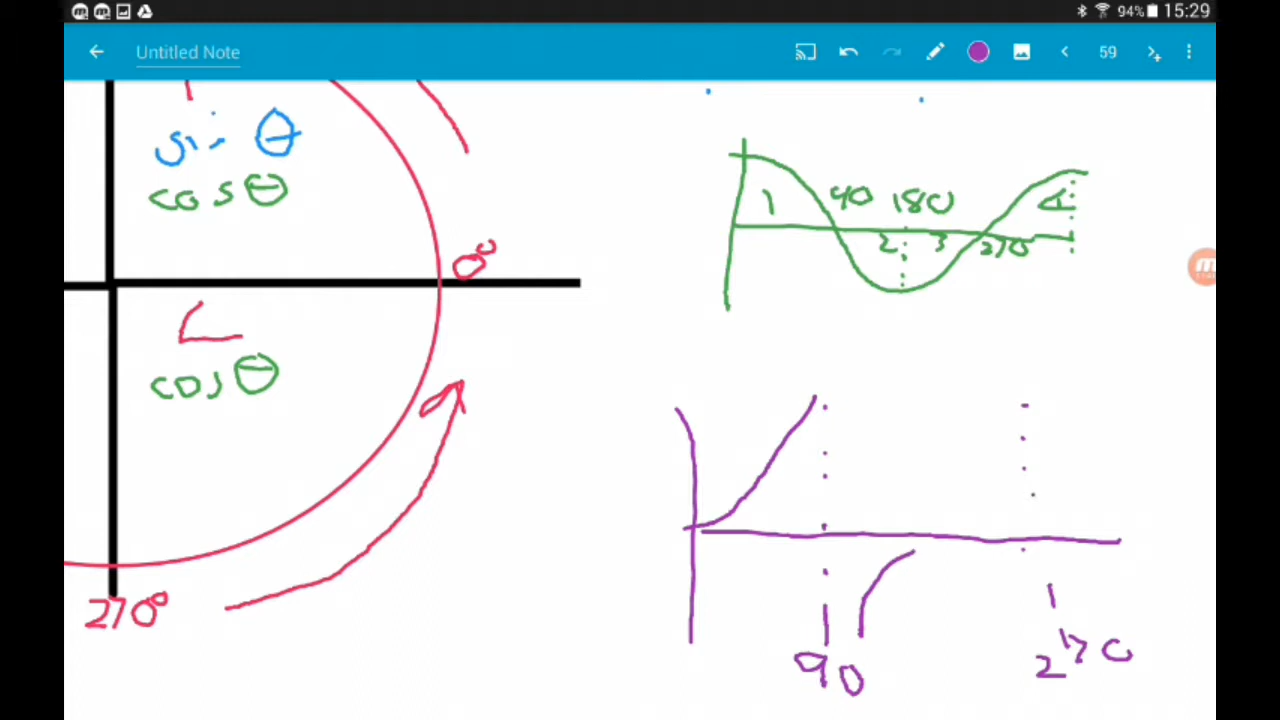 94% 15:29
Untitled Note 59
sin θ
cos θ
0°
cos θ
270°
1 90 180
2 3 270
90
270